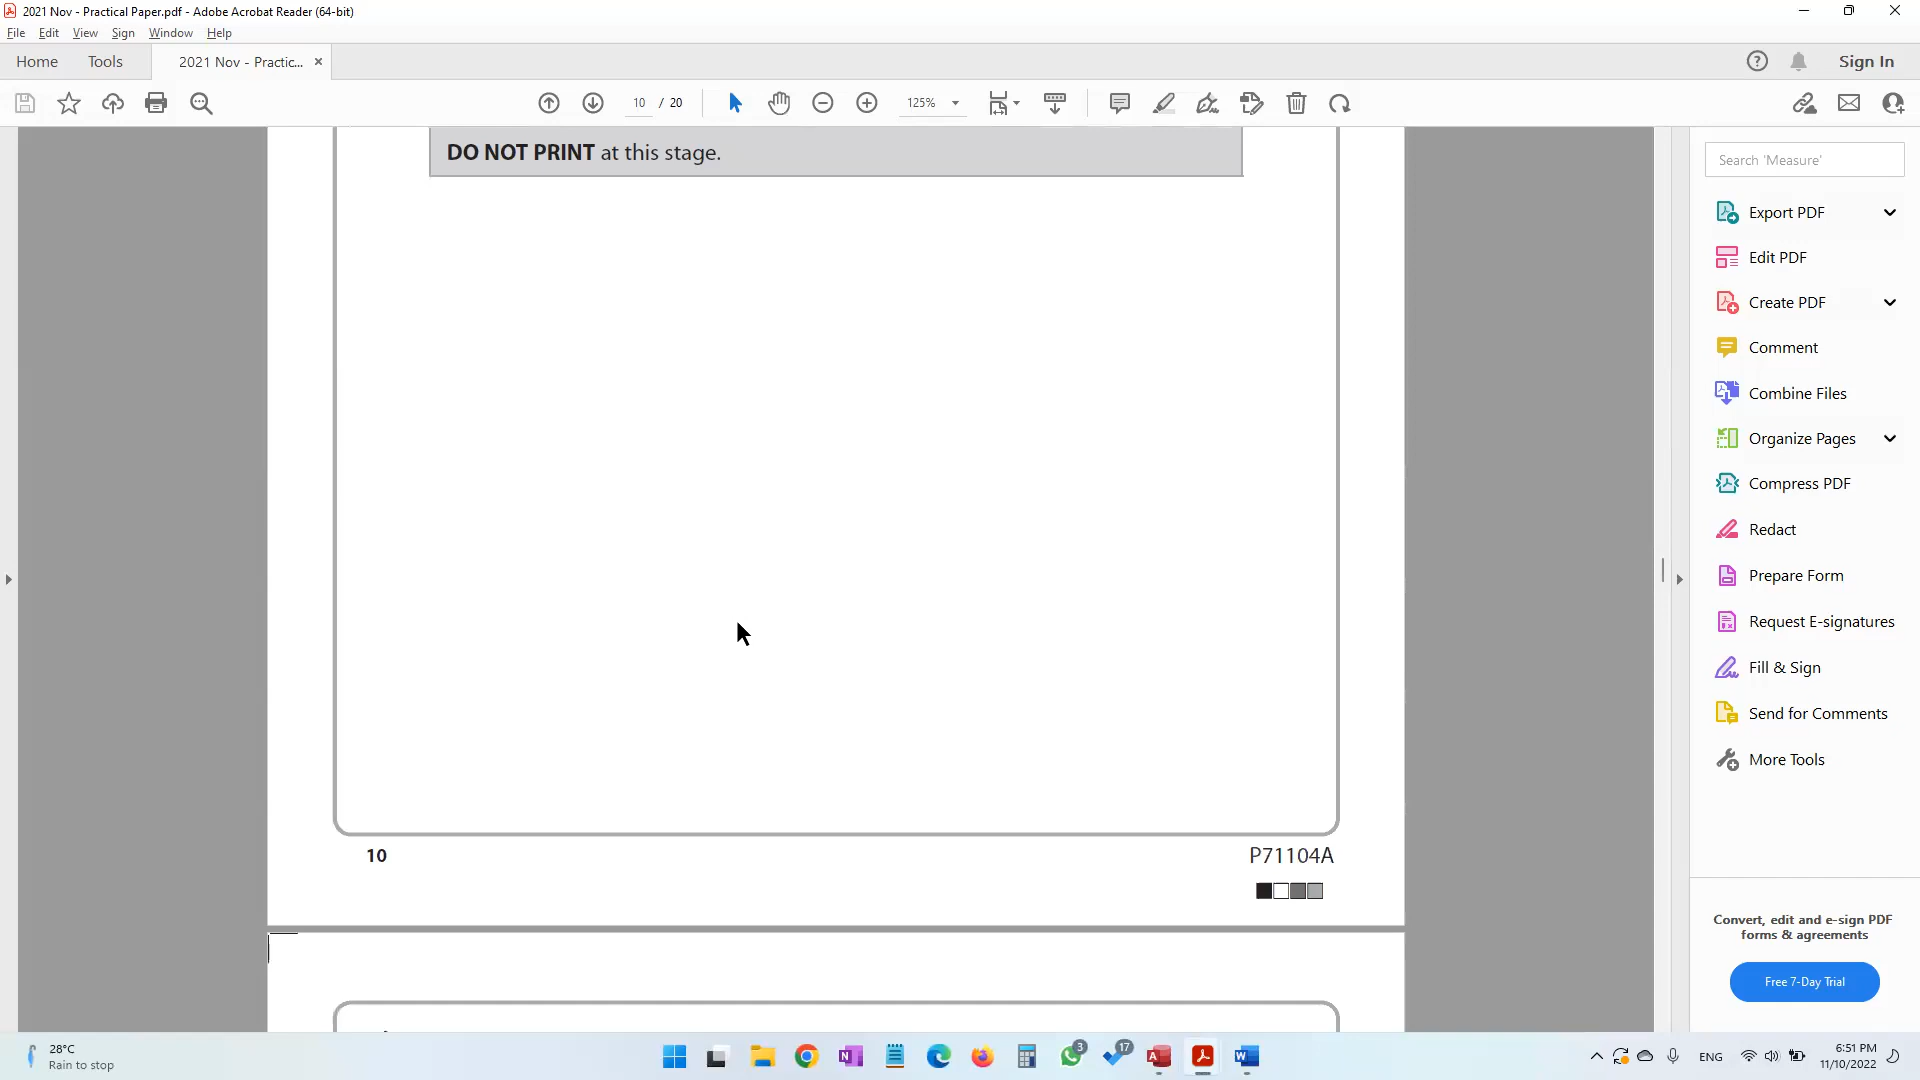 2021 Nov - Practical Paper.pdf - Adobe Acrobat Reader (64-bit)
File Edit View Sign Window Help
Home Tools 2021 Nov - Practic... × Sign In
10 / 20 125%
DO NOT PRINT at this stage.
10 P71104A
Search 'Measure'
Export PDF
Edit PDF
Create PDF
Comment
Combine Files
Organize Pages
Compress PDF
Redact
Prepare Form
Request E-signatures
Fill & Sign
Send for Comments
More Tools
Convert, edit and e-sign PDF
forms & agreements
Free 7-Day Trial
28°C
Rain to stop
3
17
ENG
6:51 PM
11/10/2022